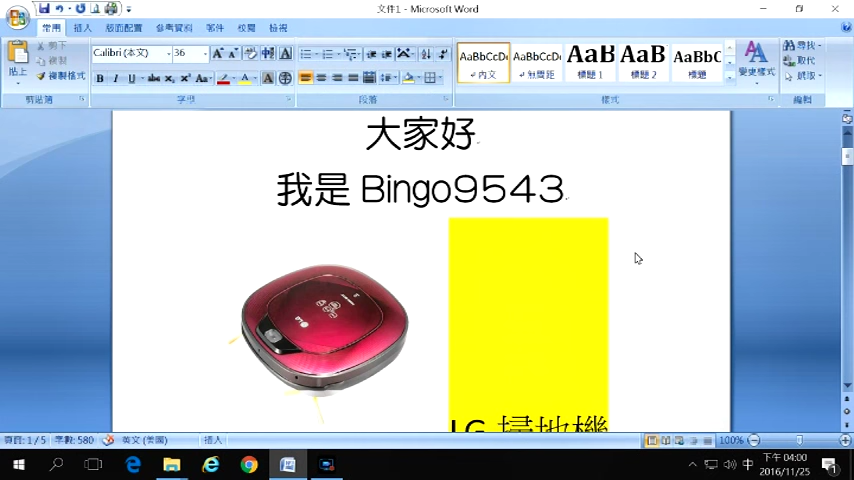 文件1 - Microsoft Word
常用 插入 版面配置 參考資料 郵件 校閱 檢視
剪下
複製
複製格式
貼上
剪貼簿
Calibri (本文) 36
字型
段落
AaBbCcDc AaBbCcDc AaB AaB AaBbC
內文 無間距 標題 1 標題 2 標題
變更樣式
樣式
尋找
取代
選取
編輯
大家好
我是 Bingo9543
LG 掃地機
LG
頁頁: 1/5 字數: 580 英文 (美國) 插入 100%
中 下午 04:00
2016/11/25
1